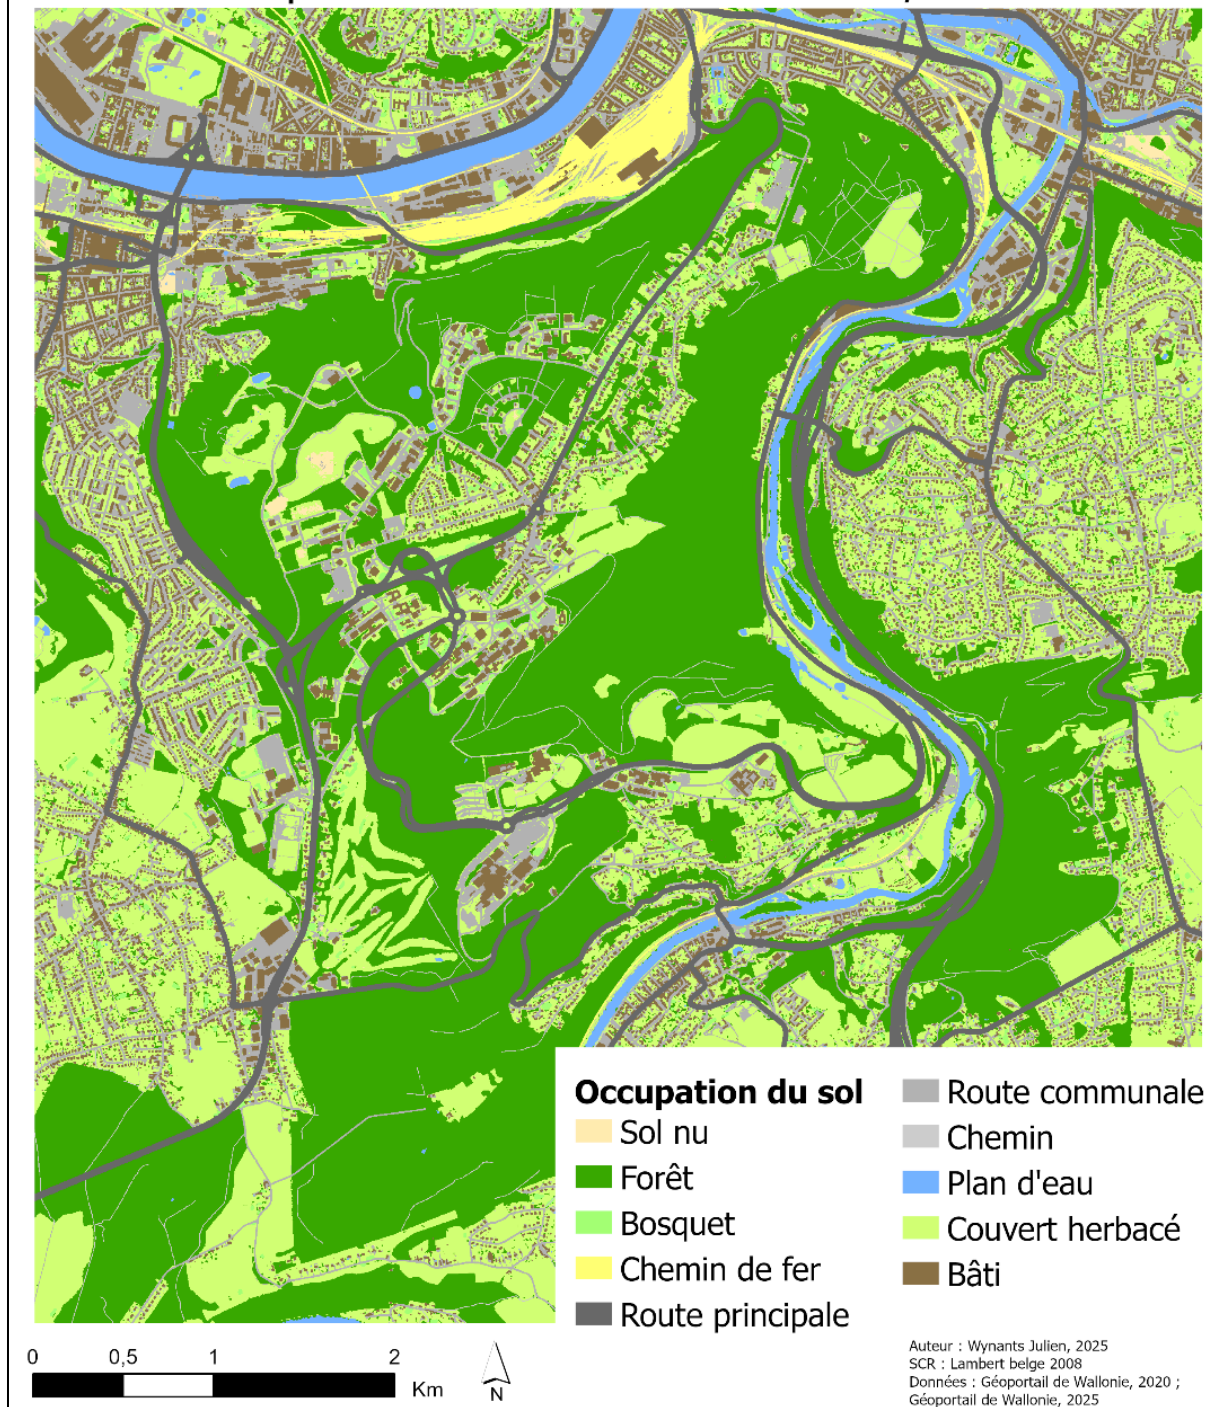 Occupation du sol
Sol nu
Forêt
Bosquet
Chemin de fer
Route principale
Route communale
Chemin
Plan d'eau
Couvert herbacé
Bâti
0 0,5 1 2
Km
N
Auteur : Wynants Julien, 2025
SCR : Lambert belge 2008
Données : Géoportail de Wallonie, 2020 ;
Géoportail de Wallonie, 2025